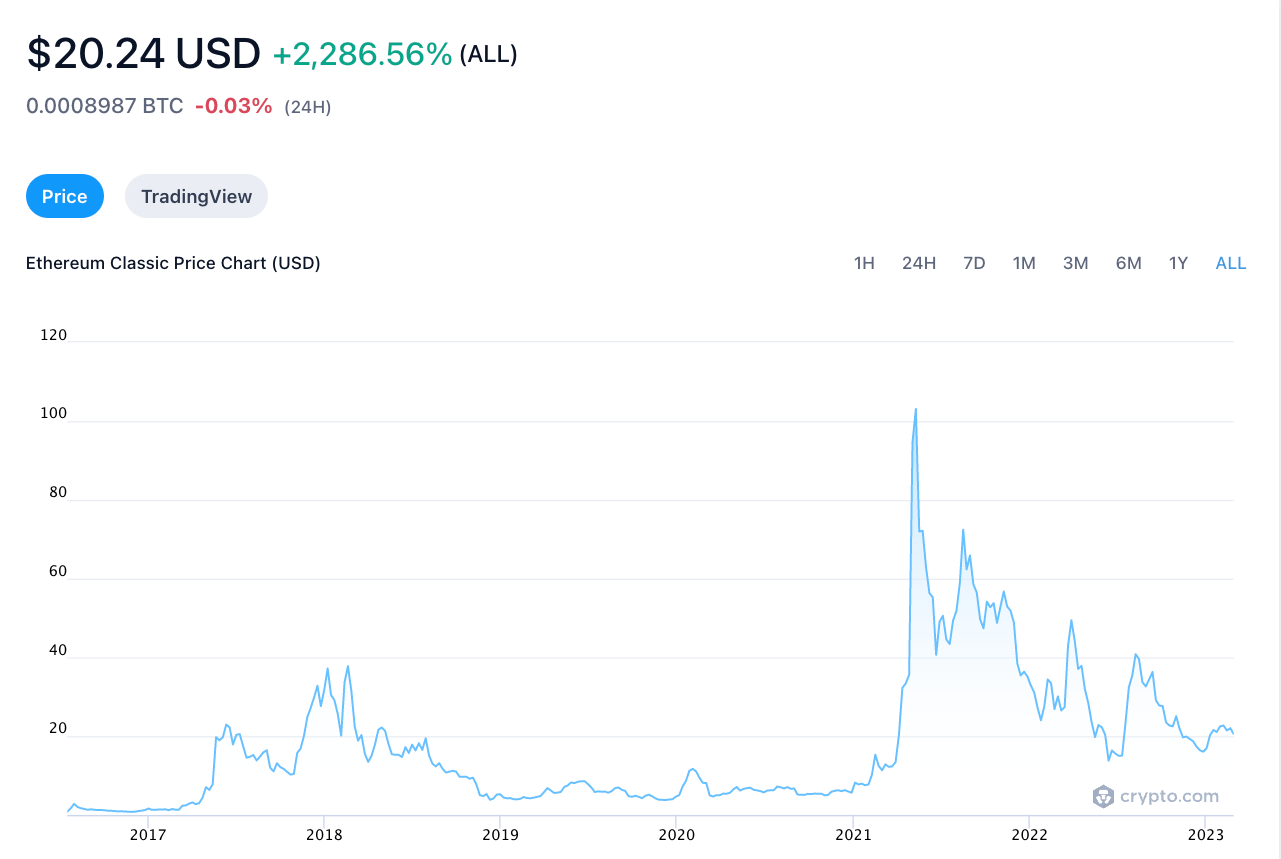 $20.24 USD +2,286.56% (ALL)
0.0008987 BTC -0.03% (24H)
Price TradingView
Ethereum Classic Price Chart (USD) 1H 24H 7D 1M 3M 6M 1Y ALL
120
100
80
60
40
20
crypto.com
2017 2018 2019 2020 2021 2022 2023